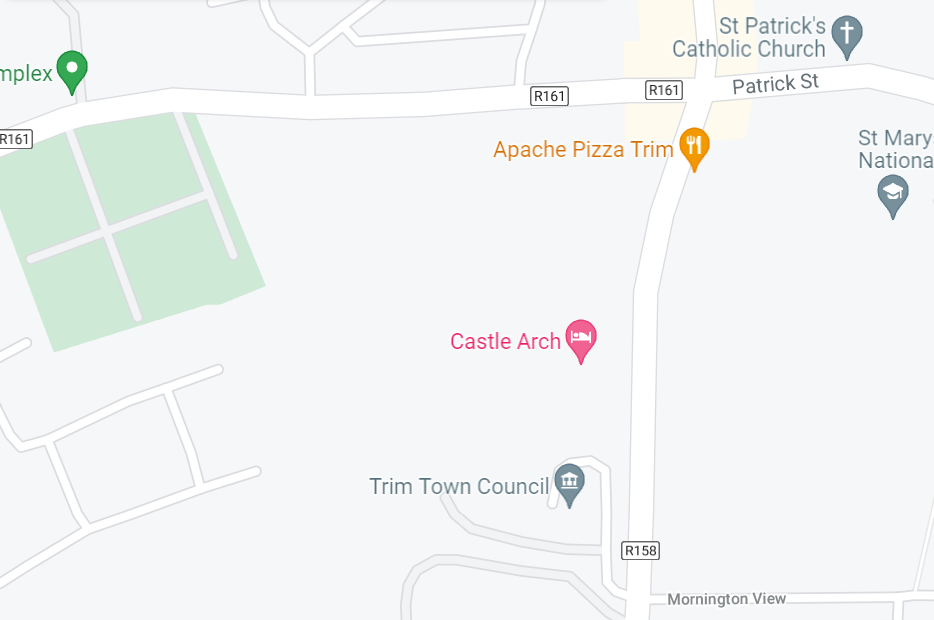 St Patrick's
Catholic Church
mplex
R161
R161
Patrick St
R161
Apache Pizza Trim
St Mary
Nationa
Castle Arch
Trim Town Council
R158
Mornington View